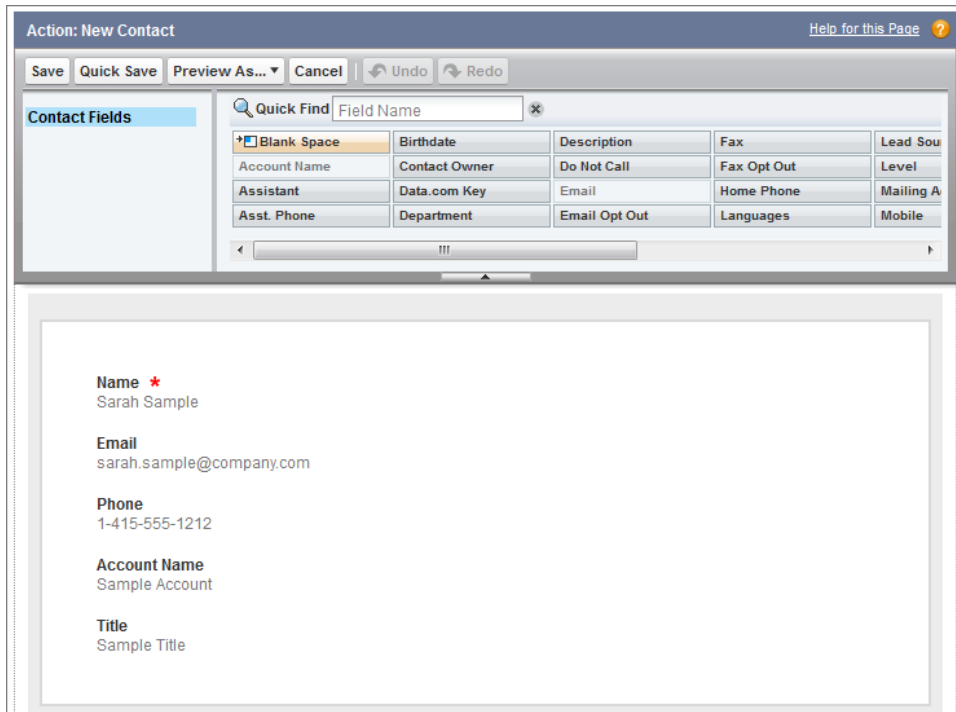 Action: New Contact Help for this Page ?
Save Quick Save Preview As... Cancel Undo Redo
Contact Fields
Quick Find Field Name
Blank Space Birthdate Description Fax Lead Sou
Account Name Contact Owner Do Not Call Fax Opt Out Level
Assistant Data.com Key Email Home Phone Mailing A
Asst. Phone Department Email Opt Out Languages Mobile
Name *
Sarah Sample
Email
sarah.sample@company.com
Phone
1-415-555-1212
Account Name
Sample Account
Title
Sample Title